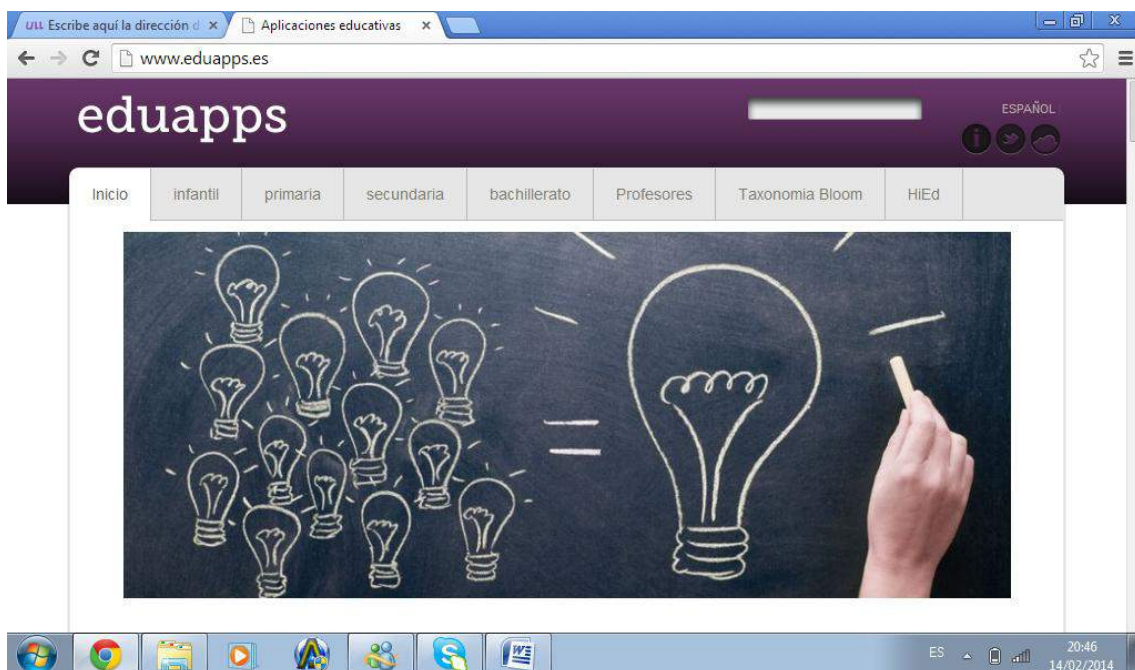 ULL Escribe aquí la dirección d
Aplicaciones educativas
www.eduapps.es
eduapps
ESPAÑOL
Inicio infantil primaria secundaria bachillerato Profesores Taxonomia Bloom HiEd
=
ES 20:46
14/02/2014